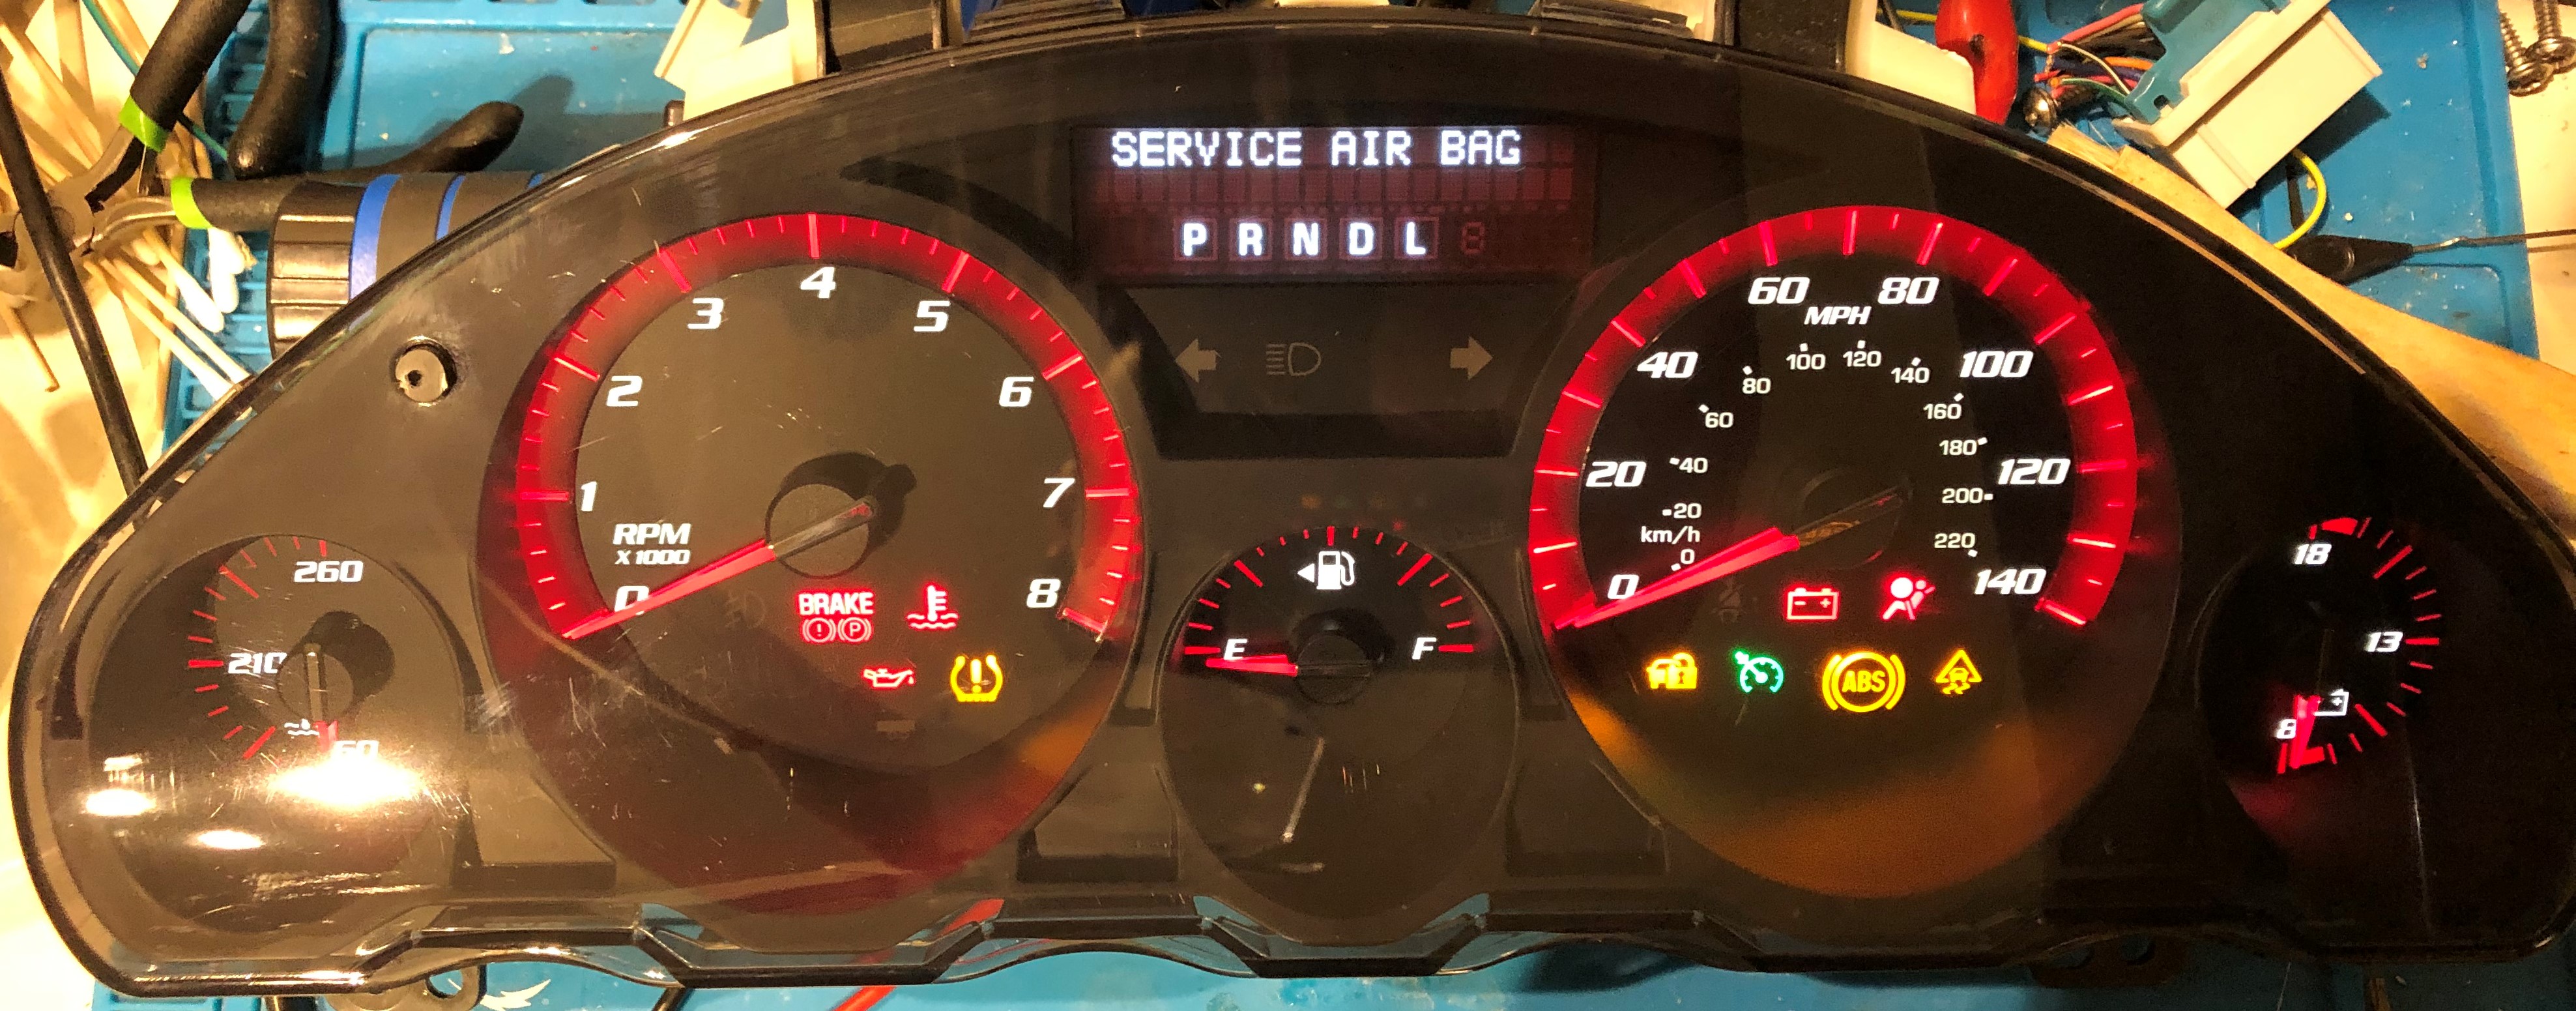 SERVICE AIR BAG
P R N D L
0 1 2 3 4 5 6 7 8
RPM
X 1000
BRAKE
P
0 20 40 60 80 100 120 140
MPH
0 20 40 60 80 100 120 140 160 180 200 220
km/h
ABS
260
210
60
E F
18
13
8